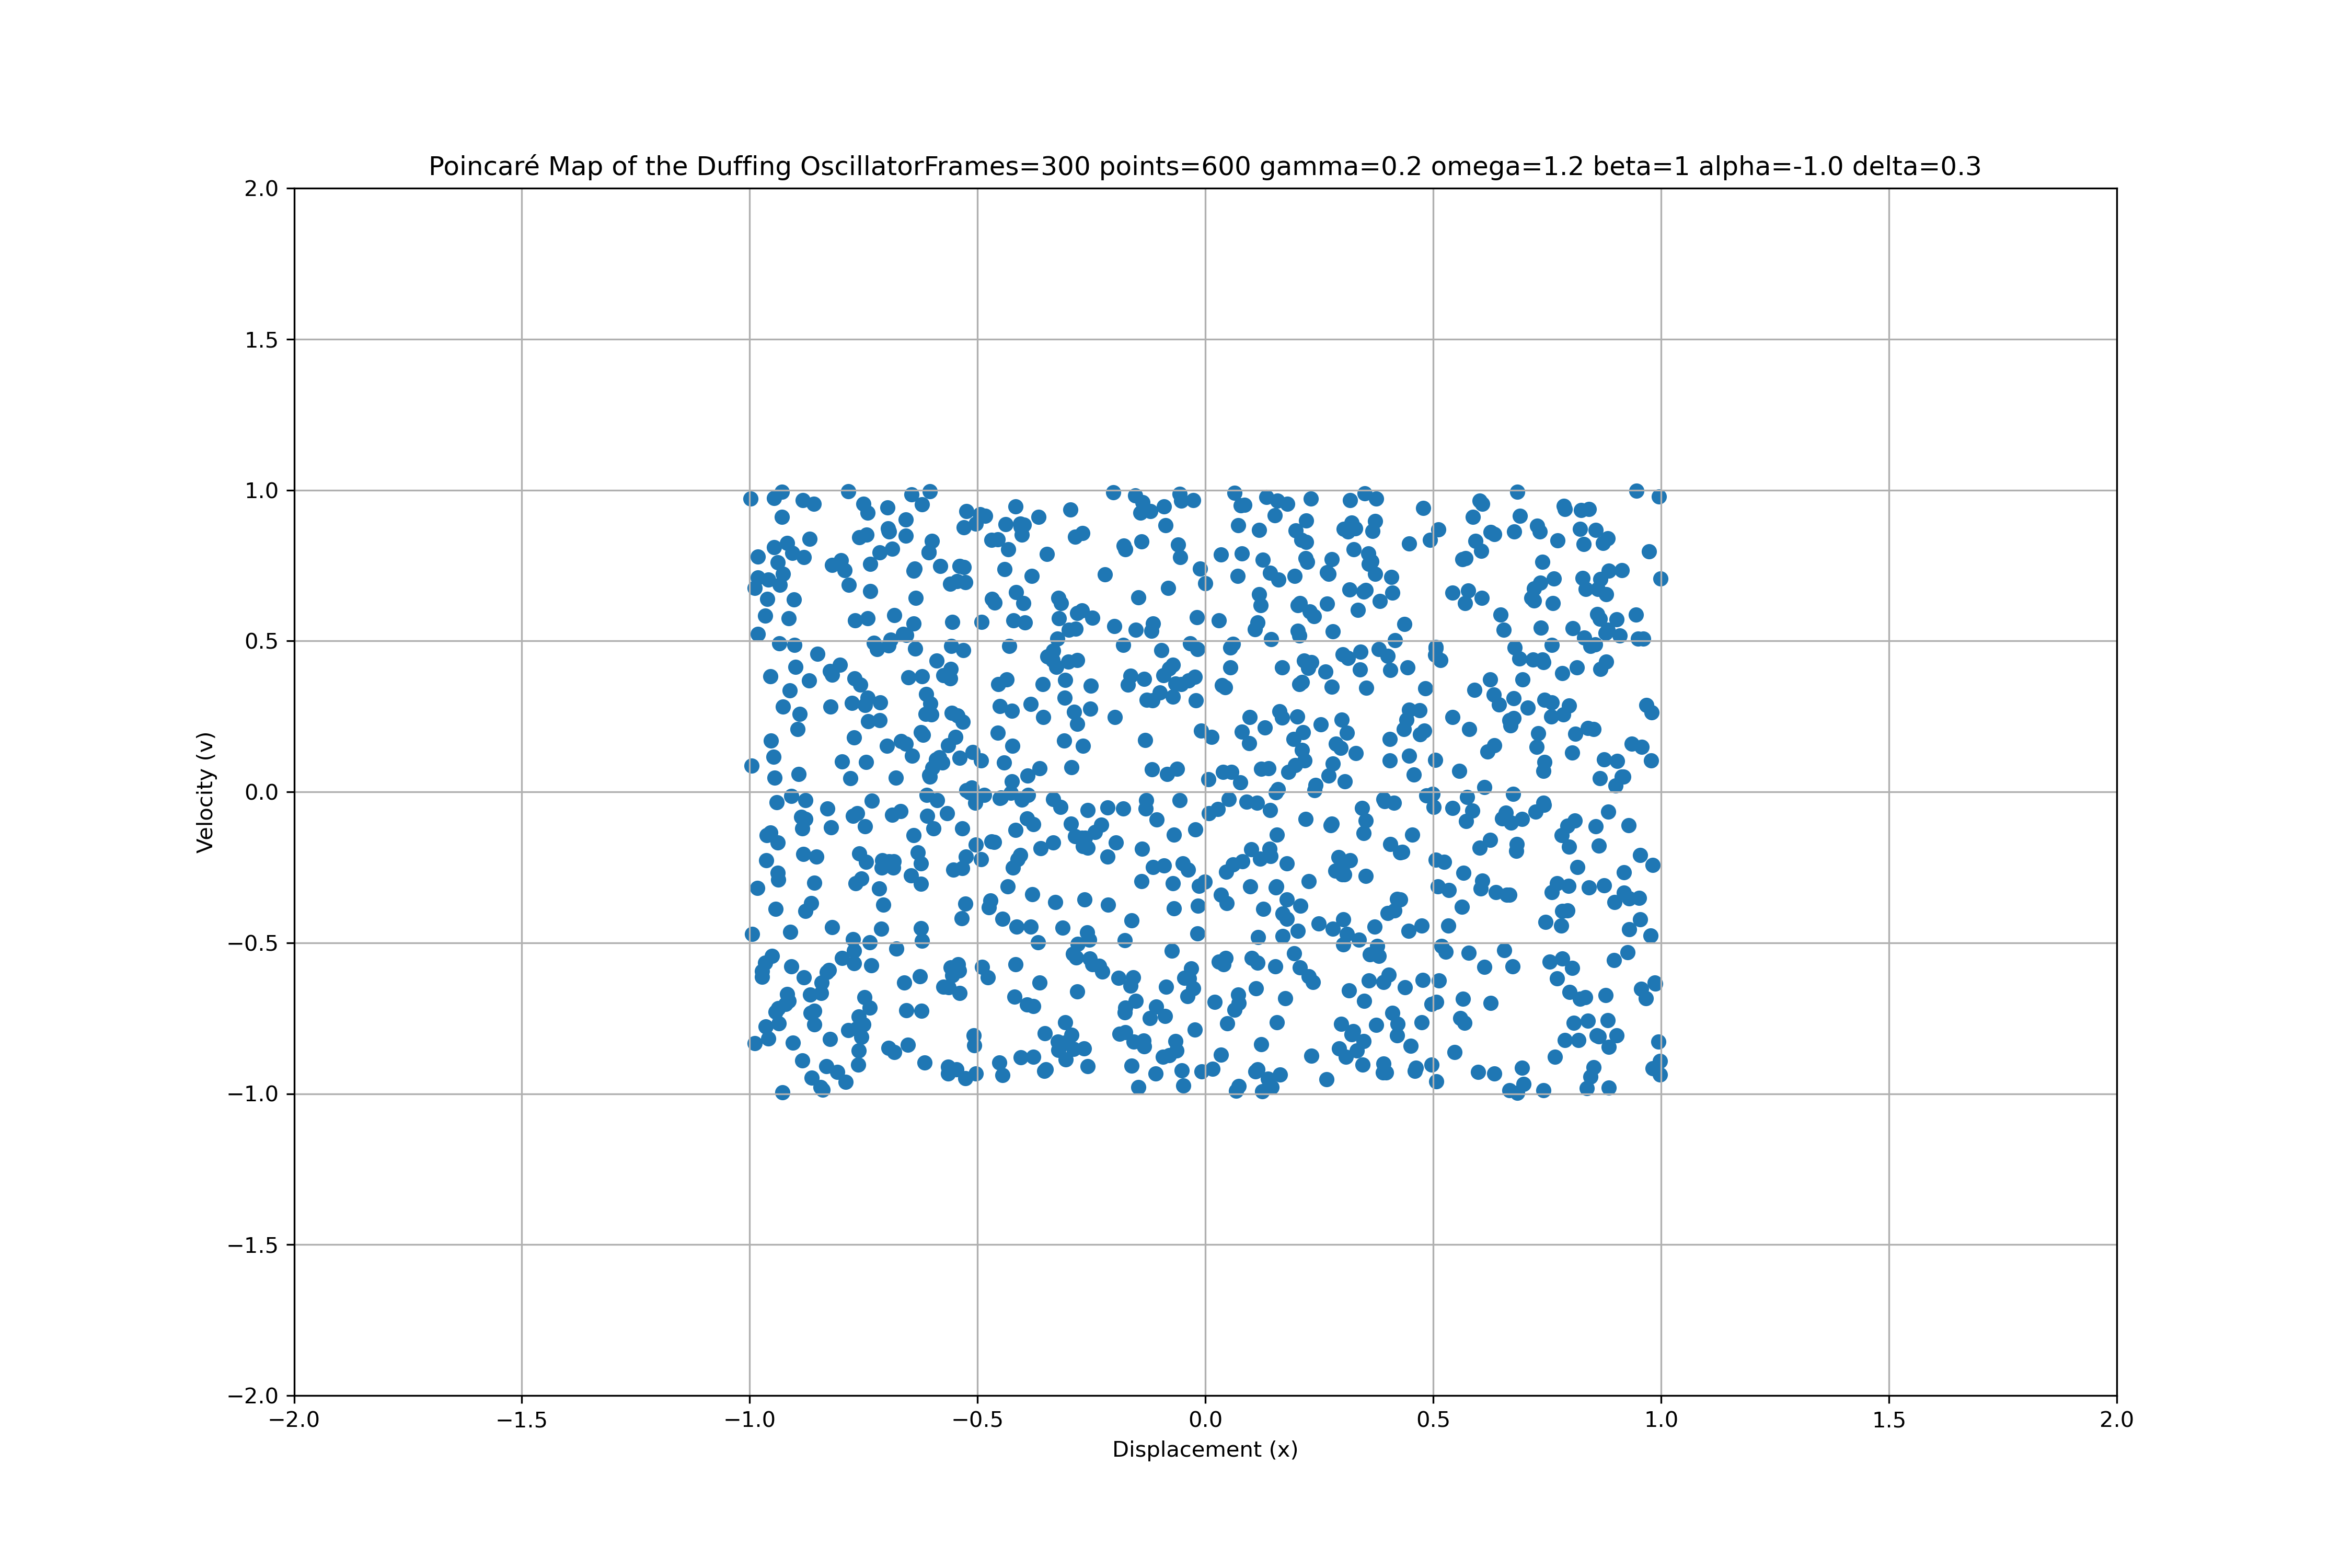 Poincaré Map of the Duffing OscillatorFrames=300 points=600 gamma=0.2 omega=1.2 beta=1 alpha=-1.0 delta=0.3
2.0
1.5
1.0
0.5
0.0
−0.5
−1.0
−1.5
−2.0
Velocity (v)
−2.0 −1.5 −1.0 −0.5 0.0 0.5 1.0 1.5 2.0
Displacement (x)